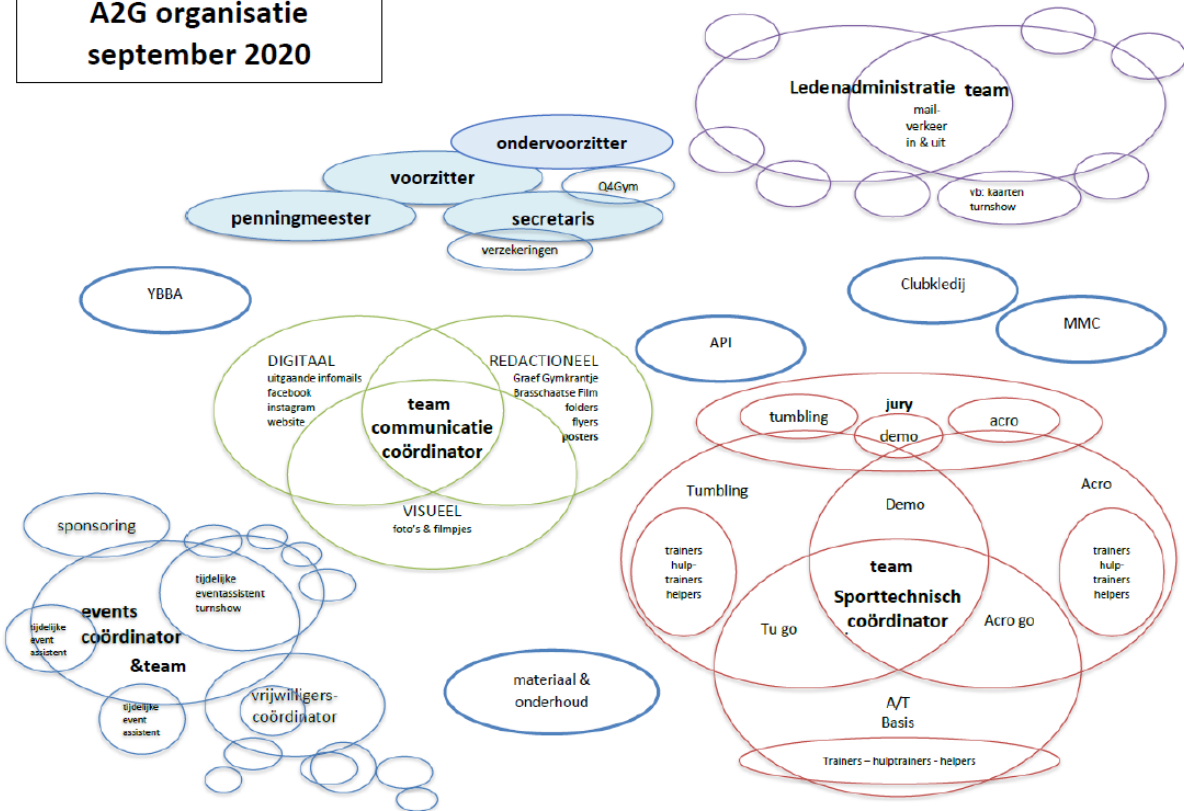 A2G organisatie
september 2020
Ledenadministratie team
mail-
verkeer
in & uit
vb: kaarten
turnshow
ondervoorzitter
voorzitter
Q4Gym
penningmeester
secretaris
verzekeringen
YBBA
Clubkledij
MMC
API
DIGITAAL
uitgaande infomails
facebook
instagram
website
REDACTIONEEL
Graef Gymkrantje
Brasschaatse Film
folders
flyers
posters
team
communicatie
coördinator
VISUEEL
foto's & filmpjes
jury
tumbling
demo
acro
Tumbling
Demo
Acro
trainers
hulp-
trainers
helpers
trainers
hulp-
trainers
helpers
team
Sporttechnisch
coördinator
Tu go
Acro go
A/T
Basis
Trainers – hulptrainers - helpers
sponsoring
tijdelijke
eventassistent
turnshow
events
coördinator
&team
tijdelijke
event
assistent
tijdelijke
event
assistent
vrijwilligers-
coördinator
materiaal &
onderhoud